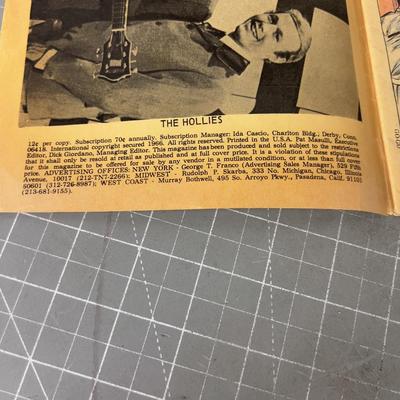 THE HOLLIES
12¢ per copy. Subscription 70¢ annually. Subscription Manager: Ida Cascio, Charlton Bldg., Derby, Conn.
06418. International copyright secured 1966. All rights reserved. Printed in the U.S.A. Pat Masulli, Executive
Editor, Dick Giordano, Managing Editor. This magazine has been produced and sold subject to the restrictions
that it shall only be resold at retail as published and at full cover price. It is a violation of these stipulations
for this magazine to be offered for sale by any vendor in a mutilated condition, or at less than full cover
price. ADVERTISING OFFICES: NEW YORK - George T. Franco (Advertising Sales Manager), 529 Fifth
Avenue, 10017 (212-TN7-2266); MIDWEST - Rudolph P. Skarba, 333 No. Michigan, Chicago, Illinois
60601 (312-726-8987); WEST COAST - Murray Bothwell, 495 So. Arroyo Pkwy., Pasadena, Calif. 91101
(213-681-9155).